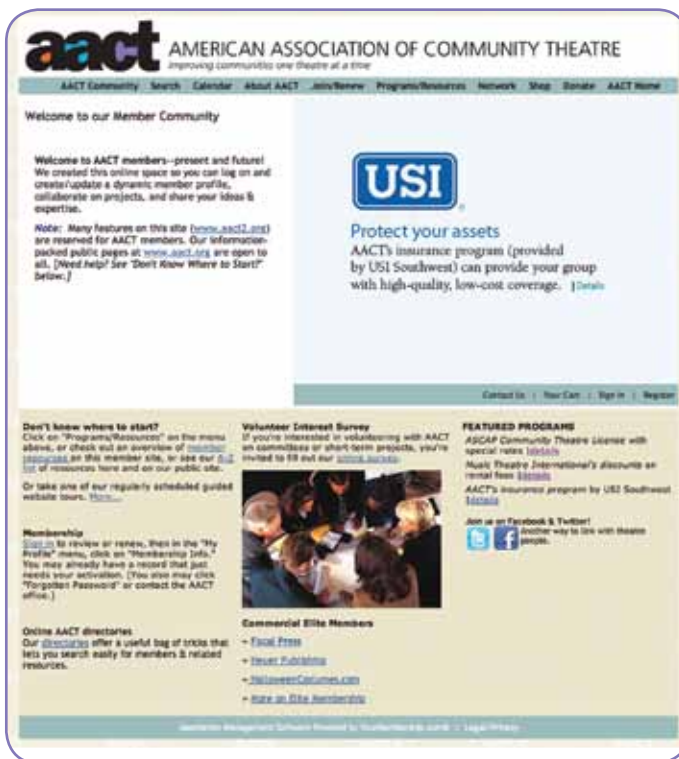 aact AMERICAN ASSOCIATION OF COMMUNITY THEATRE
improving communities one theatre at a time
AACT Community Search Calendar About AACT Join/Renew Programs/Resources Network Shop Donate AACT Home
Welcome to our Member Community
Welcome to AACT members--present and future!
We created this online space so you can log on and
create/update a dynamic member profile,
collaborate on projects, and share your ideas &
expertise.
Note: Many features on this site (www.aact2.org)
are reserved for AACT members. Our information-
packed public pages at www.aact.org are open to
all. [Need help? See "Don't Know Where to Start?"
below.]
USI
Protect your assets
AACT's insurance program (provided
by USI Southwest) can provide your group
with high-quality, low-cost coverage. ] Details
Contact Us | Your Cart | Sign In | Register
Don't know where to start?
Click on "Programs/Resources" on the menu
above, or check out an overview of member
resources on this member site, or see our A-Z
list of resources here and on our public site.
Or take one of our regularly scheduled guided
website tours. More...
Membership
Sign in to review or renew, then in the "My
Profile" menu, click on "Membership Info."
You may already have a record that just
needs your activation. [You also may click
"Forgotten Password" or contact the AACT
office.]
Online AACT directories
Our directories offer a useful bag of tricks that
lets you search easily for members & related
resources.
Volunteer Interest Survey
If you're interested in volunteering with AACT
on committees or short-term projects, you're
invited to fill out our online survey.
Commercial Elite Members
- Focal Press
- Heuer Publishing
- HalloweenCostumes.com
- More on Elite Membership
FEATURED PROGRAMS
ASCAP Community Theatre License with
special rates ]details
Music Theatre International's discounts on
rental fees ]details
AACT's insurance program by USI Southwest
]details
Join us on Facebook & Twitter!
Another way to link with theatre
people.
Association Management Software Provided by YourMembership.com® | Legal/Privacy